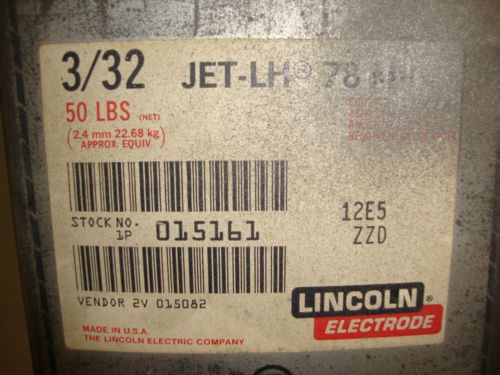 3/32 JET-LH® 78 MR
50 LBS (NET)
(2.4 mm 22.68 kg)
APPROX. EQUIV.
STOCK NO.
1P 015161
12E5
ZZD
VENDOR 2V 015082
LINCOLN®
ELECTRODE
MADE IN U.S.A.
THE LINCOLN ELECTRIC COMPANY